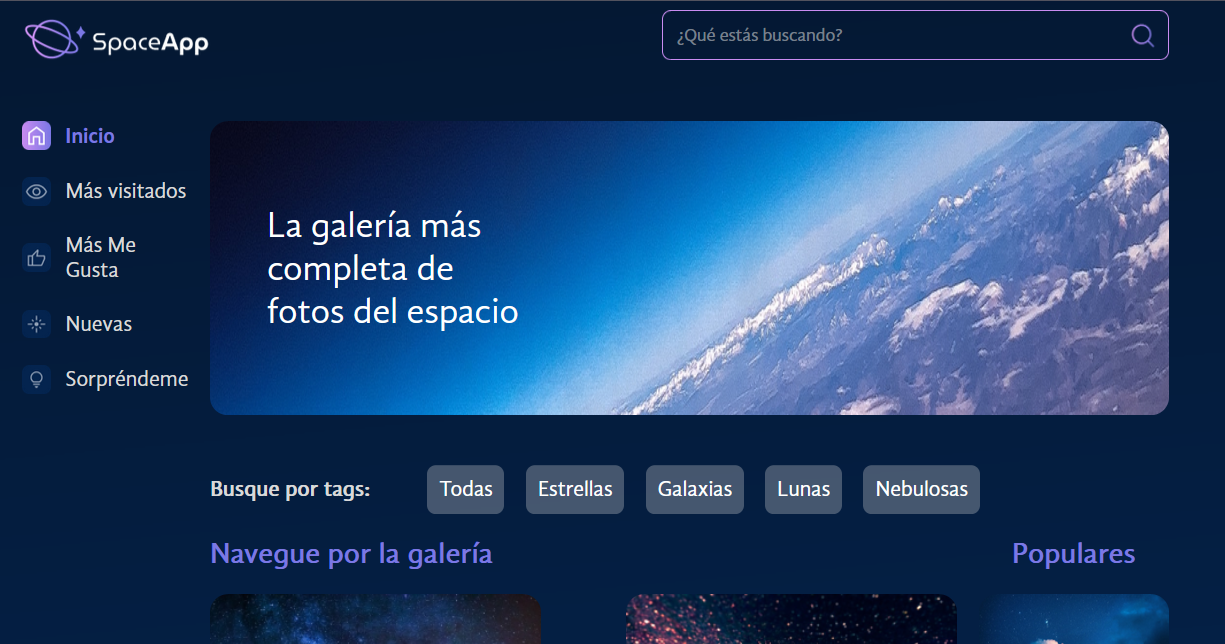 SpaceApp
¿Qué estás buscando?
Inicio
Más visitados
Más Me
Gusta
Nuevas
Sorpréndeme
La galería más
completa de
fotos del espacio
Busque por tags: Todas Estrellas Galaxias Lunas Nebulosas
Navegue por la galería
Populares